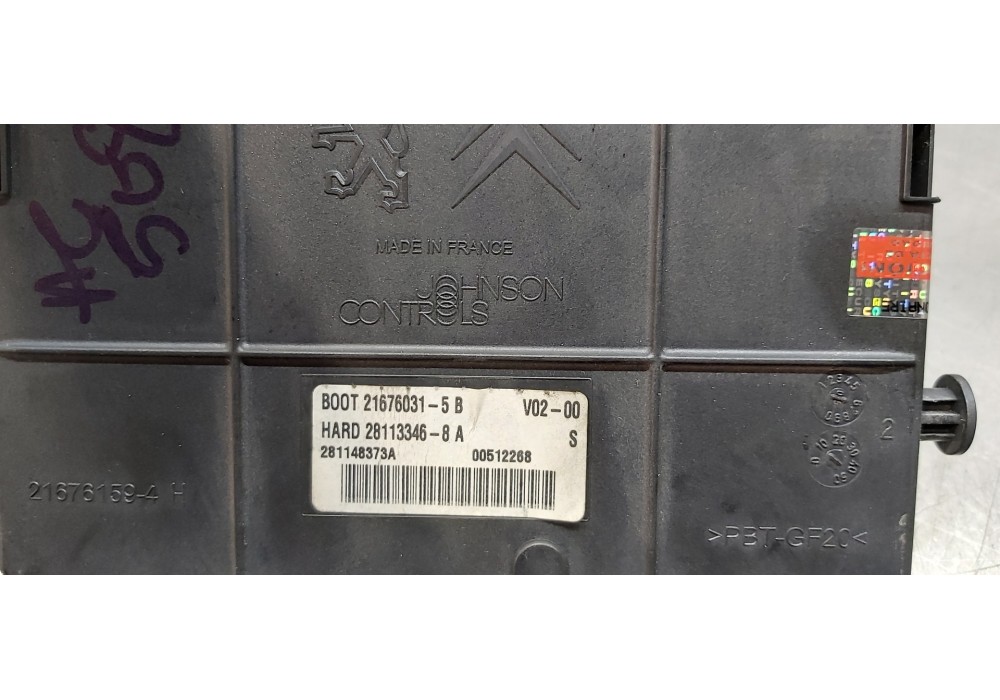 MADE IN FRANCE
JOHNSON
CONTROLS
BOOT 21676031-5 B V02-00
HARD 28113346-8 A S
281148373A 00512268
21676159-4 H
2
>PBT-GF20<